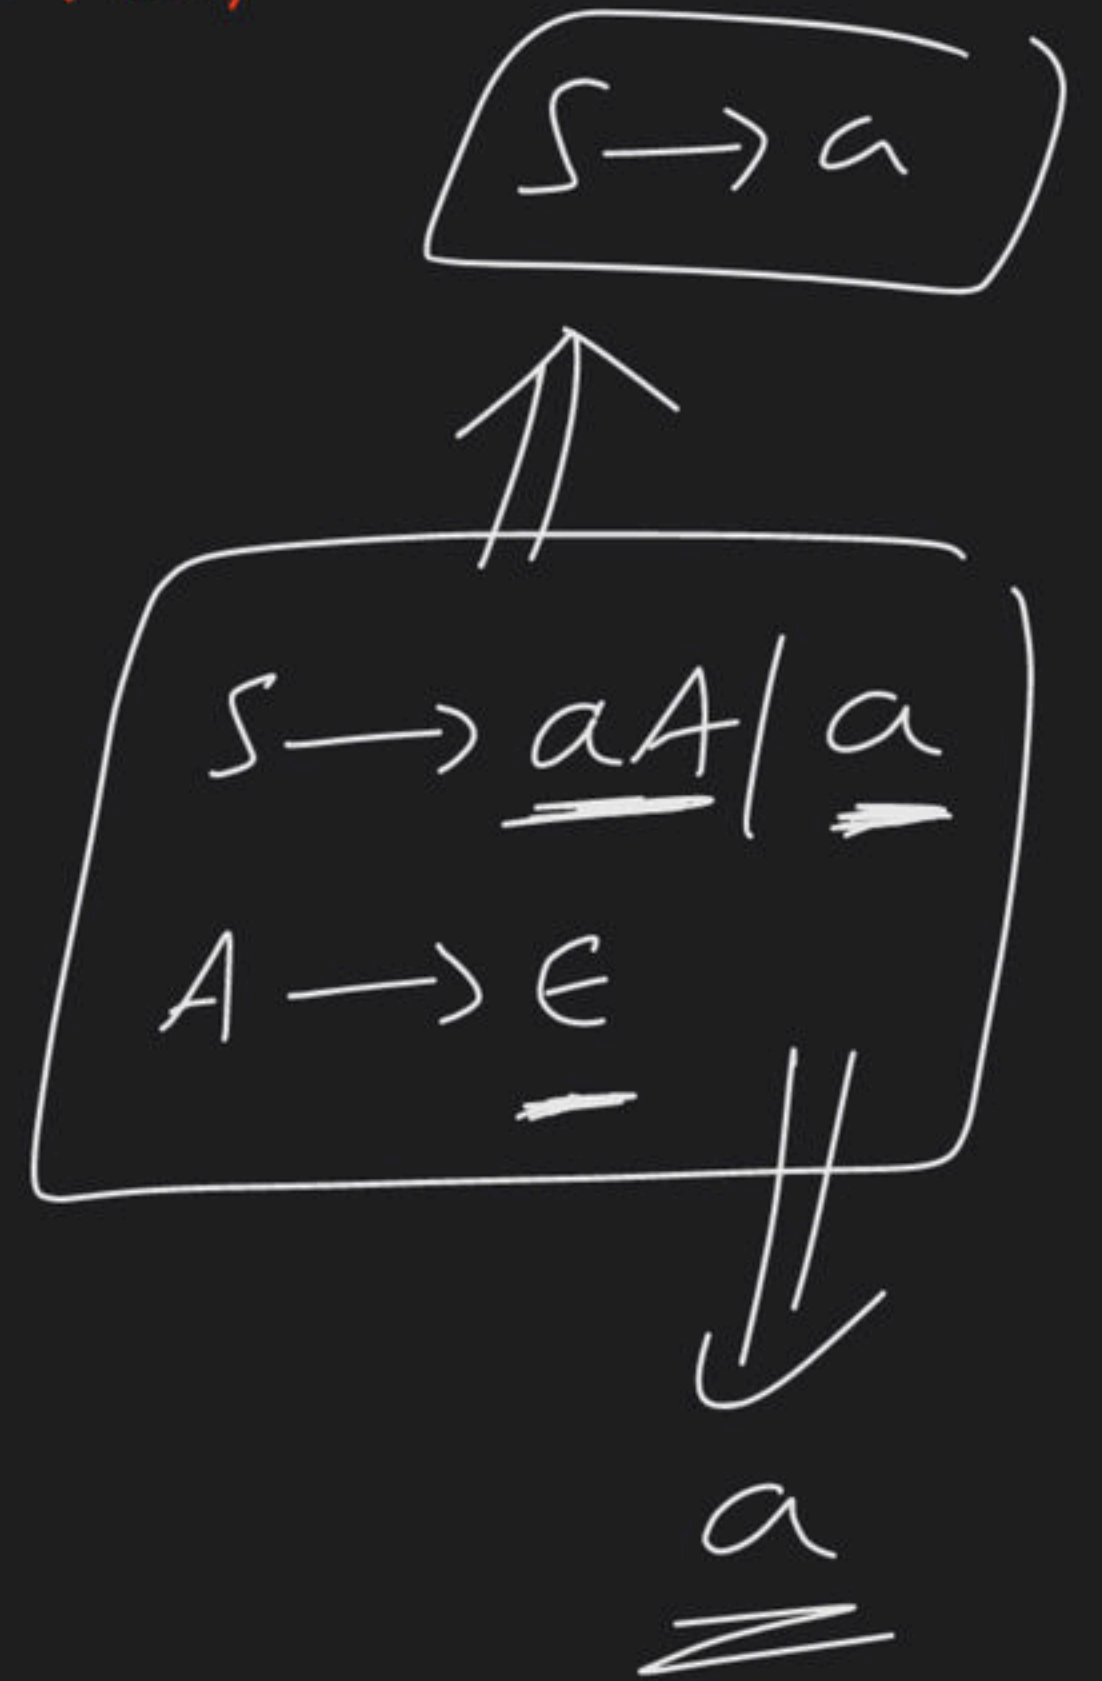 S → a
S → aA | a
A → ϵ
a